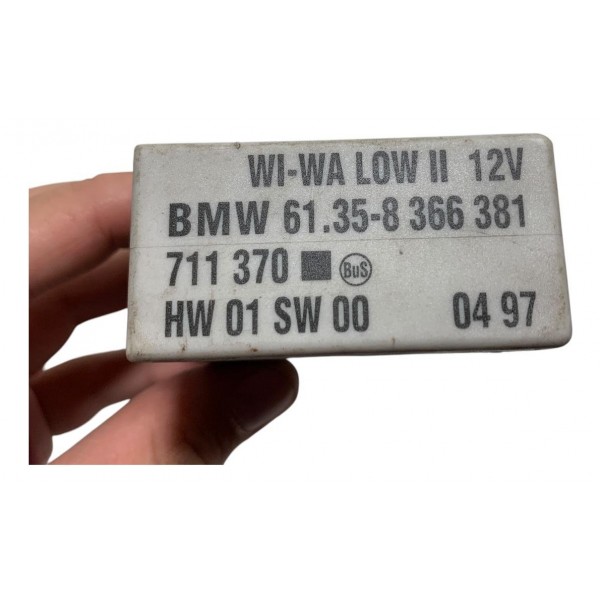 WI-WA LOW II 12V
BMW 61.35-8 366 381
711 370 ■ BuS
HW 01 SW 00 04 97